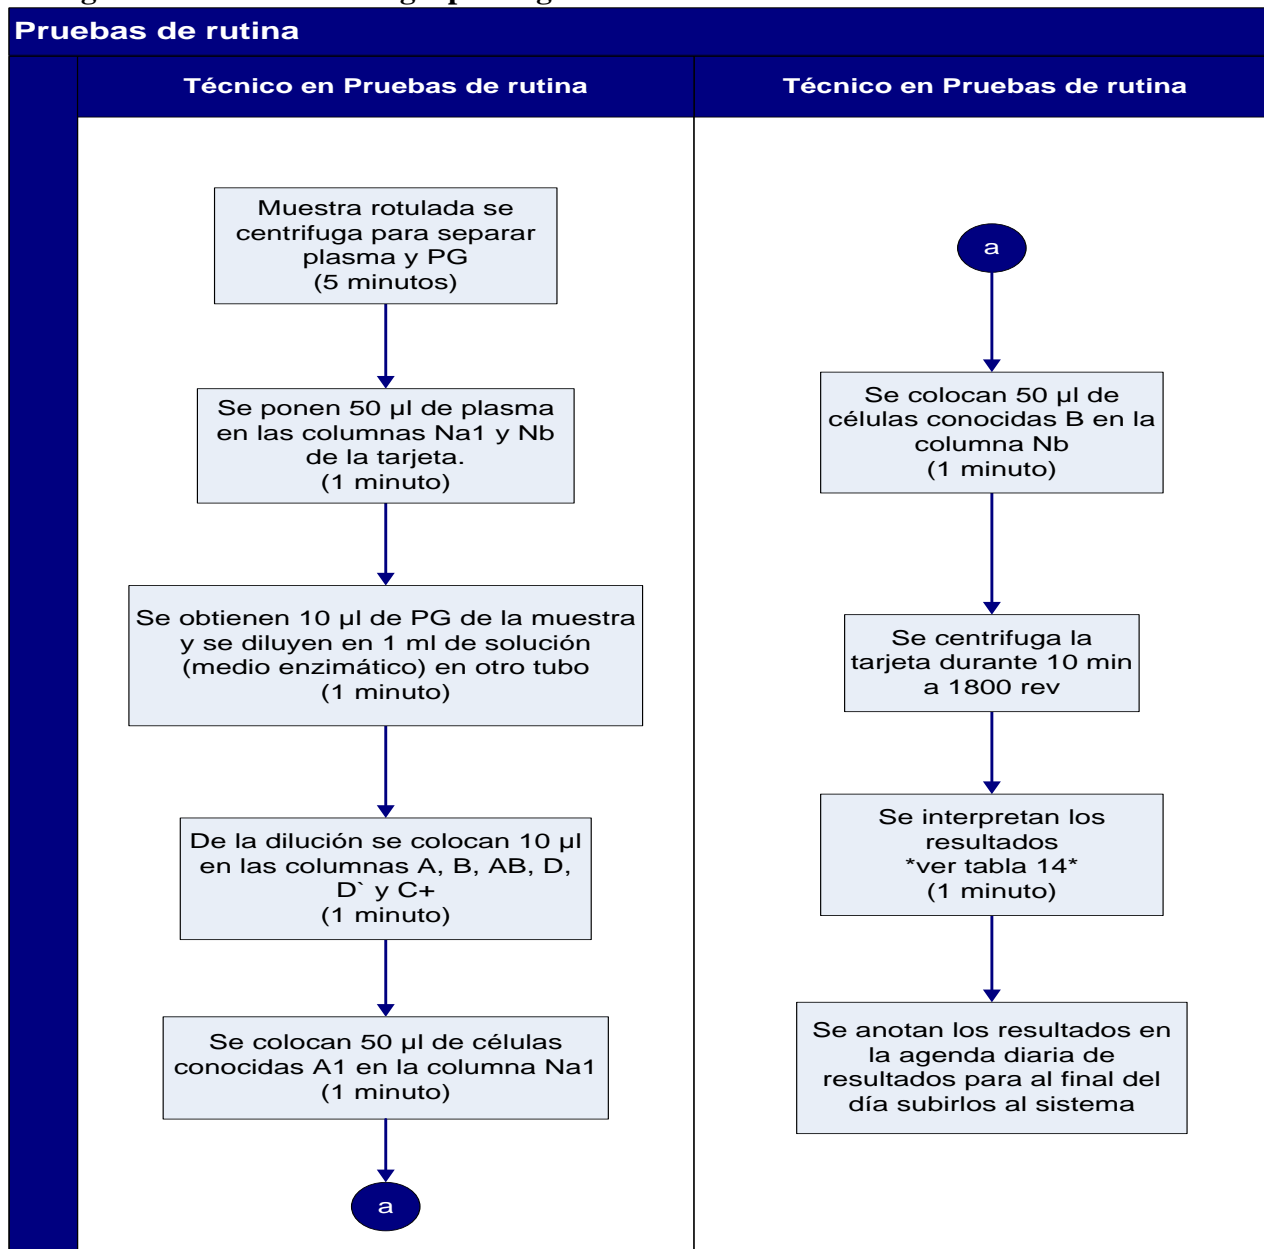 Pruebas de rutina
Técnico en Pruebas de rutina
Muestra rotulada se
centrifuga para separar
plasma y PG
(5 minutos)
Se ponen 50 µl de plasma
en las columnas Na1 y Nb
de la tarjeta.
(1 minuto)
Se obtienen 10 µl de PG de la muestra
y se diluyen en 1 ml de solución
(medio enzimático) en otro tubo
(1 minuto)
De la dilución se colocan 10 µl
en las columnas A, B, AB, D,
D` y C+
(1 minuto)
Se colocan 50 µl de células
conocidas A1 en la columna Na1
(1 minuto)
a
Técnico en Pruebas de rutina
a
Se colocan 50 µl de
células conocidas B en la
columna Nb
(1 minuto)
Se centrifuga la
tarjeta durante 10 min
a 1800 rev
Se interpretan los
resultados
*ver tabla 14*
(1 minuto)
Se anotan los resultados en
la agenda diaria de
resultados para al final del
día subirlos al sistema